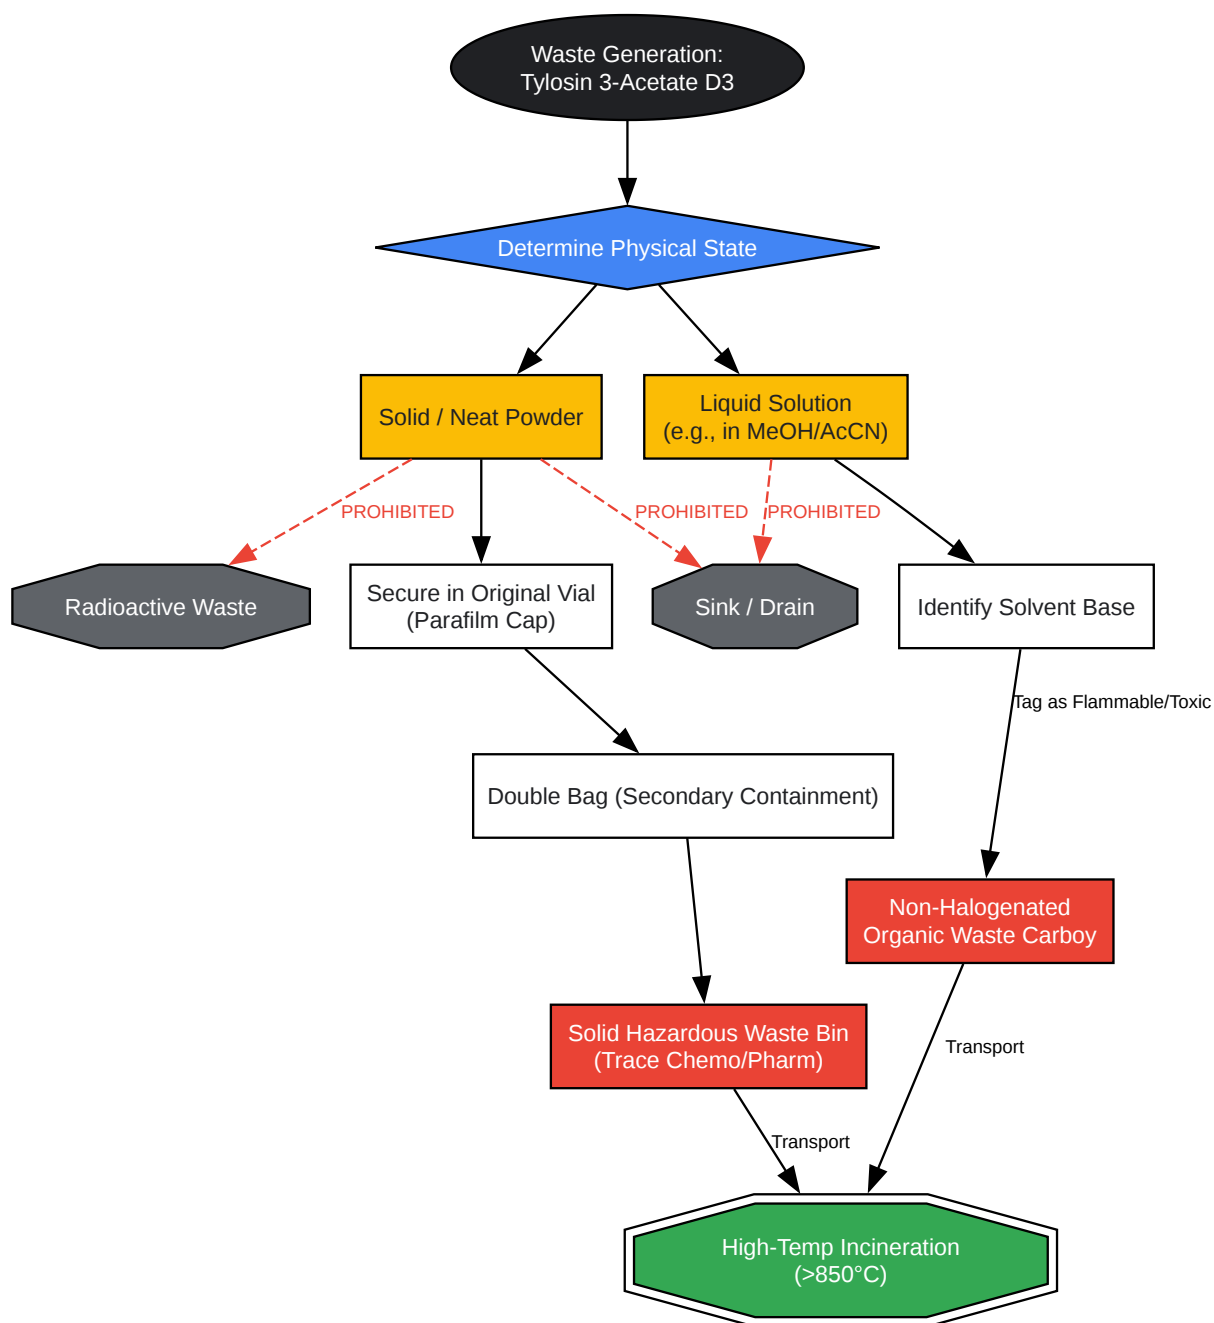 Waste Generation:
Tylosin 3-Acetate D3
Determine Physical State
Solid / Neat Powder
Liquid Solution
(e.g., in MeOH/AcCN)
PROHIBITED
PROHIBITED
PROHIBITED
Radioactive Waste
Secure in Original Vial
(Parafilm Cap)
Sink / Drain
Identify Solvent Base
Tag as Flammable/Toxic
Double Bag (Secondary Containment)
Non-Halogenated
Organic Waste Carboy
Solid Hazardous Waste Bin
(Trace Chemo/Pharm)
Transport
Transport
High-Temp Incineration
(>850°C)